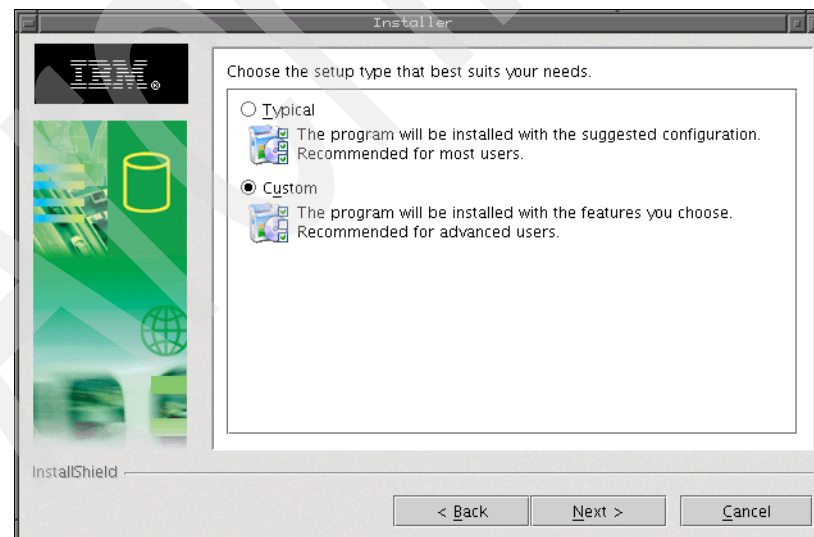 Installer
IBM®
Choose the setup type that best suits your needs.
Typical
The program will be installed with the suggested configuration.
Recommended for most users.
Custom
The program will be installed with the features you choose.
Recommended for advanced users.
InstallShield
< Back
Next >
Cancel